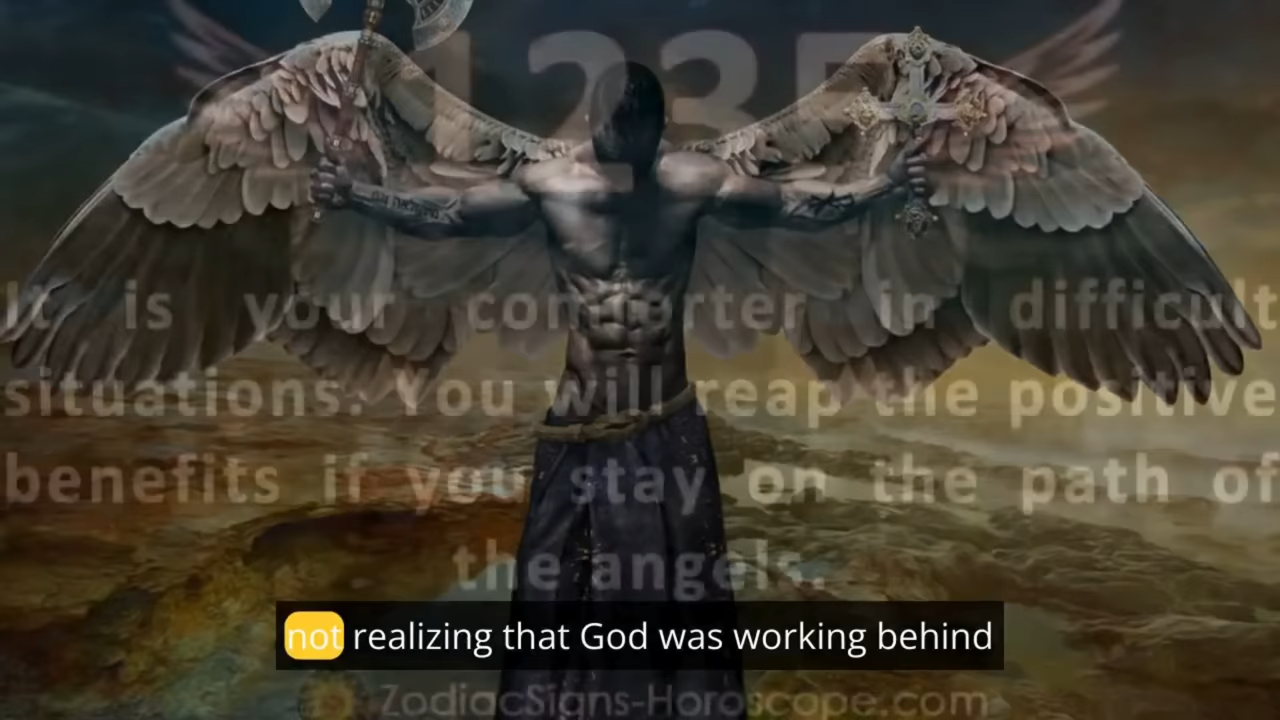 It is your comforter in difficult
situations. You will reap the positive
benefits if you stay on the path of
the angels.
not realizing that God was working behind
ZodiacSigns-Horoscope.com